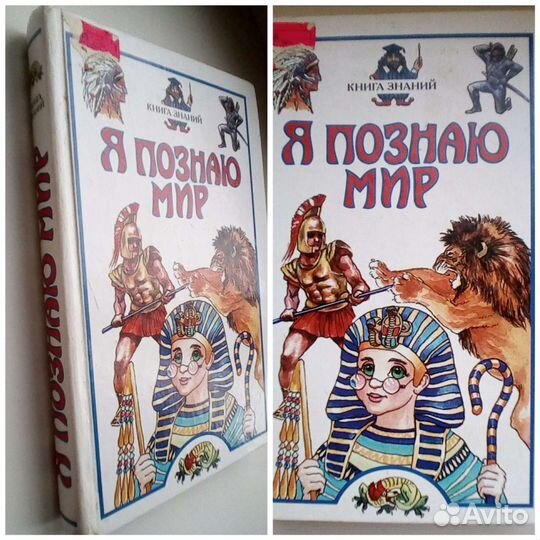 КНИГА ЗНАНИЙ
Я ПОЗНАЮ
МИР
Я ПОЗНАЮ МИР
КНИГА ЗНАНИЙ
Я ПОЗНАЮ
МИР
Avito